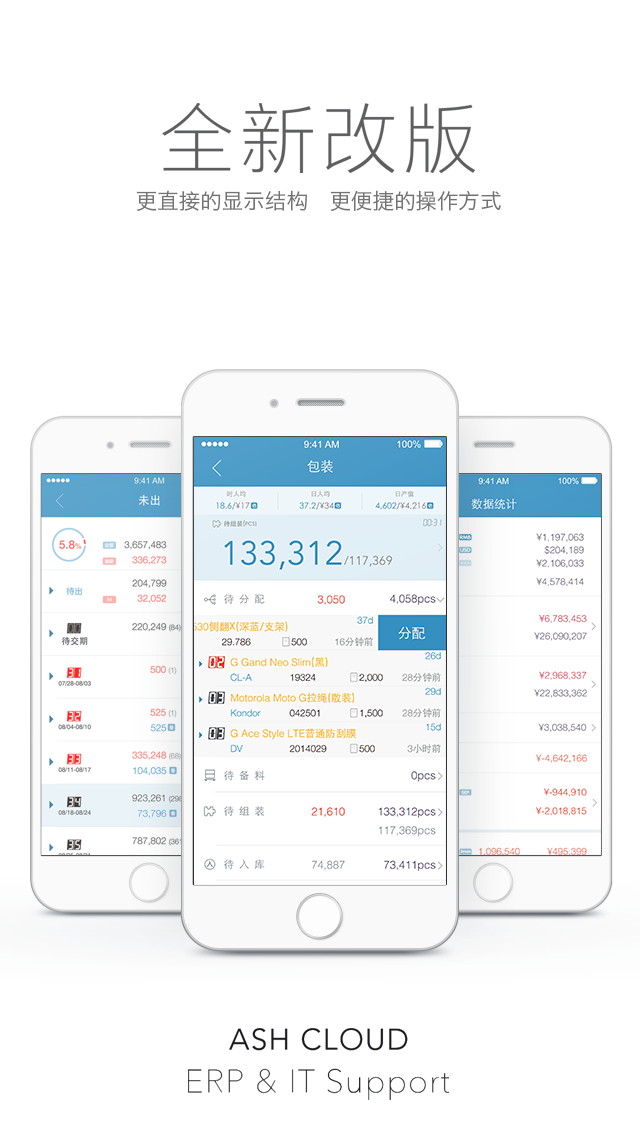 全新改版
更直接的显示结构 更便捷的操作方式
9:41 AM 100%
包装
时人均 日人均 日产值
18.6/¥17 37.2/¥34 4,602/¥4,216
待组装(PCS) 00:31
133,312/117,369
待分配 3,050 4,058pcs
530侧翻X(深蓝/支架) 37d
29.786 500 16分钟前
分配
02 G Gand Neo Slim(黑) 26d
CL-A 19324 2,000 28分钟前
03 Motorola Moto G拉绳(散装) 29d
Kondor 042501 1,500 28分钟前
03 G Ace Style LTE普通防刮膜 15d
DV 2014029 500 3小时前
待备料 0pcs
待组装 21,610 133,312pcs
117,369pcs
待入库 74,887 73,411pcs
9:41 AM
未出
5.8% 3,657,483
336,273
待出 204,799
32,052
待交期 220,249 (84)
31 500 (1)
07/28-08/03
32 525 (1)
08/04-08/10 525
33 335,248 (68)
08/11-08/17 104,035
34 923,261 (296
08/18-08/24 73,796
35 787,802 (361
9:41 AM 100%
数据统计
RMB ¥1,197,063
USD $204,189
¥2,106,033
¥4,578,414
¥6,783,453
¥26,090,207
¥2,968,337
¥22,833,362
¥3,038,540
¥-4,642,166
¥-944,910
¥-2,018,815
1,096,540 ¥495,399
ASH CLOUD
ERP & IT Support